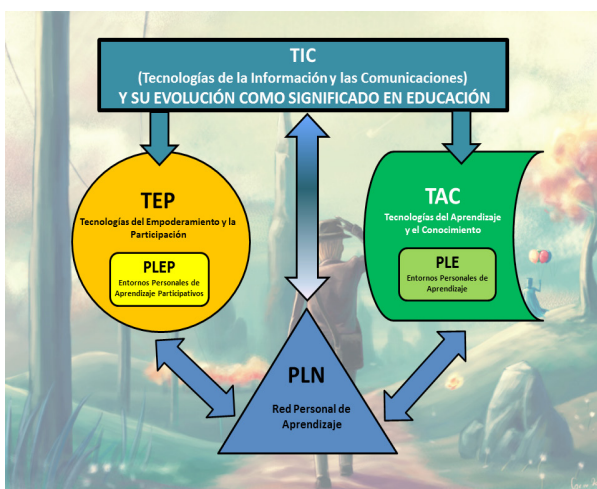 TIC
(Tecnologías de la Información y las Comunicaciones)
Y SU EVOLUCIÓN COMO SIGNIFICADO EN EDUCACIÓN
TEP
Tecnologías del Empoderamiento y la
Participación
PLEP
Entornos Personales de
Aprendizaje Participativos
TAC
Tecnologías del Aprendizaje
y el Conocimiento
PLE
Entornos Personales de
Aprendizaje
PLN
Red Personal de
Aprendizaje